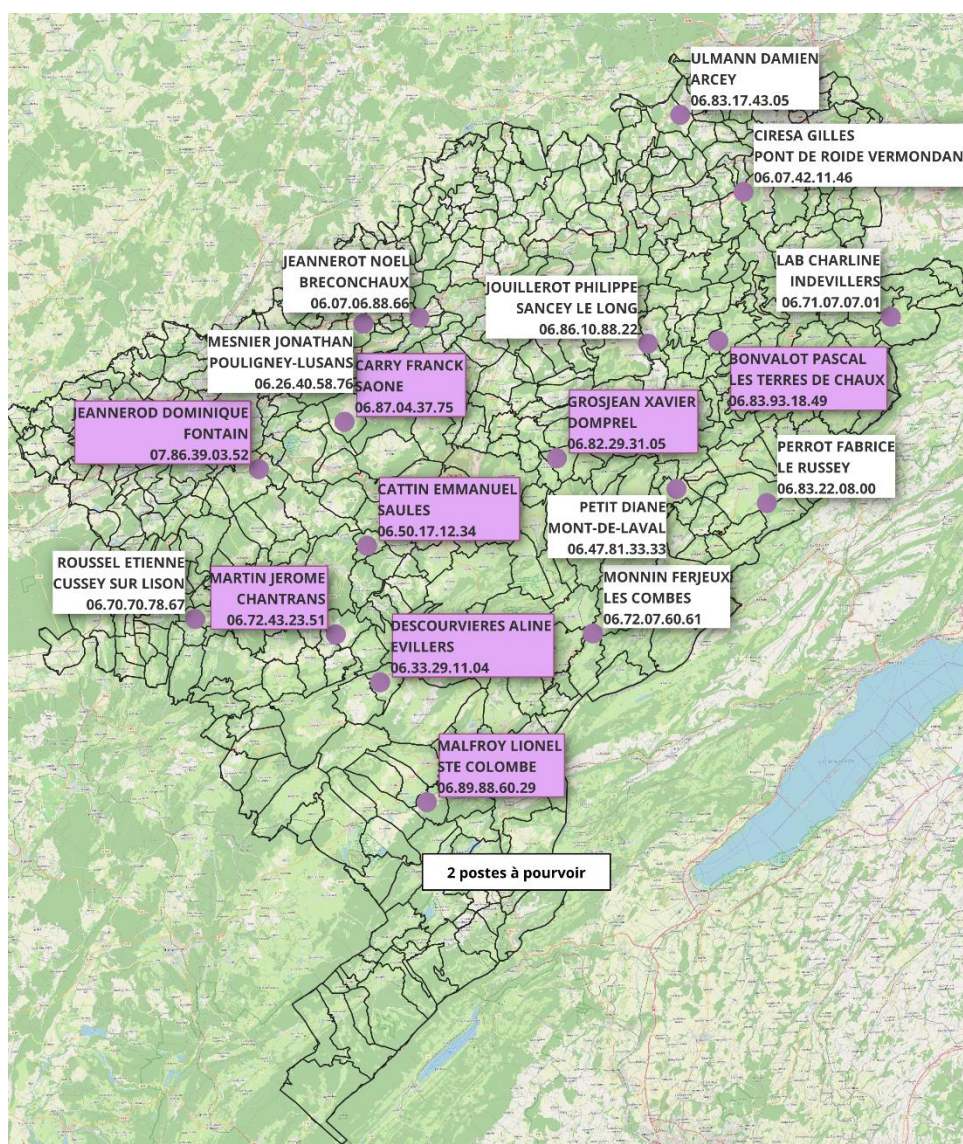 ULMANN DAMIEN
ARCEY
06.83.17.43.05
CIRESA GILLES
PONT DE ROIDE VERMONDAN
06.07.42.11.46
JEANNEROT NOEL
BRECONCHAUX
06.07.06.88.66
JOUILLEROT PHILIPPE
SANCEY LE LONG
06.86.10.88.22
LAB CHARLINE
INDEVILLERS
06.71.07.07.01
MESNIER JONATHAN
POULIGNEY-LUSANS
06.26.40.58.76
CARRY FRANCK
SAONE
06.87.04.37.75
BONVALOT PASCAL
LES TERRES DE CHAUX
06.83.93.18.49
GROSJEAN XAVIER
DOMPREL
06.82.29.31.05
JEANNEROD DOMINIQUE
FONTAIN
07.86.39.03.52
PERROT FABRICE
LE RUSSEY
06.83.22.08.00
CATTIN EMMANUEL
SAULES
06.50.17.12.34
PETIT DIANE
MONT-DE-LAVAL
06.47.81.33.33
ROUSSEL ETIENNE
CUSSEY SUR LISON
06.70.70.78.67
MARTIN JEROME
CHANTRANS
06.72.43.23.51
MONNIN FERJEUX
LES COMBES
06.72.07.60.61
DESCOURVIERES ALINE
EVILLERS
06.33.29.11.04
MALFROY LIONEL
STE COLOMBE
06.89.88.60.29
2 postes à pourvoir